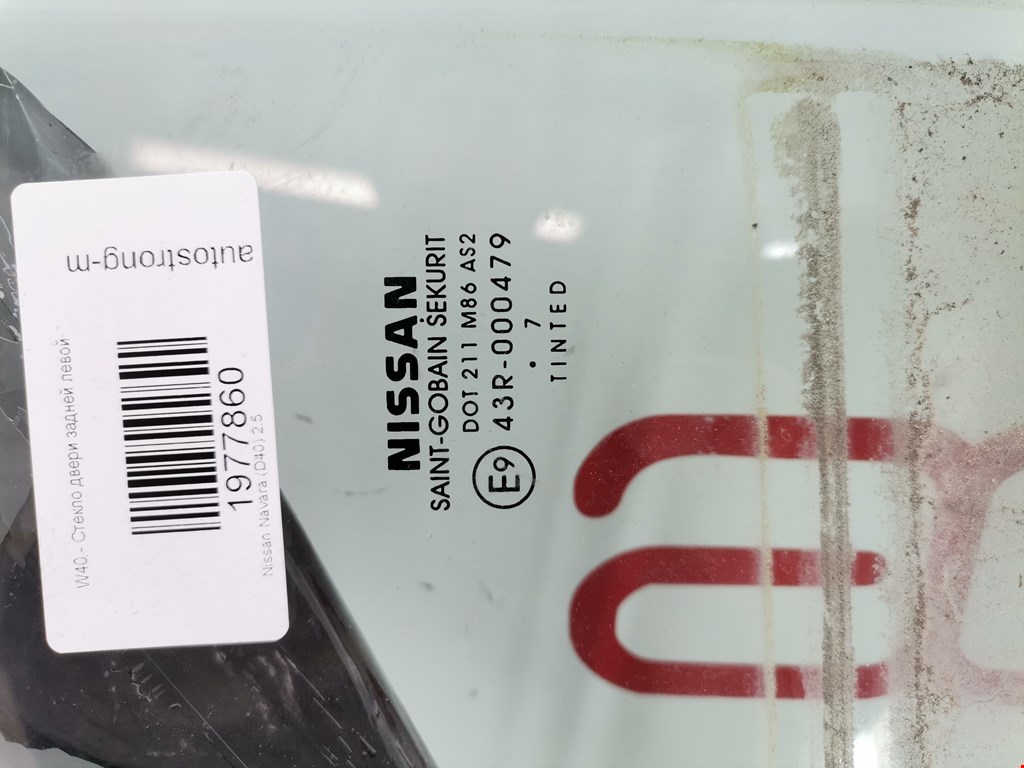 autostrong-m
W40 - Стекло двери задней левой
1977860
Nissan Navara (D40) 2.5
NISSAN
SAINT-GOBAIN SEKURIT
DOT 211 M86 AS2
E9 43R-000479
. 7
TINTED